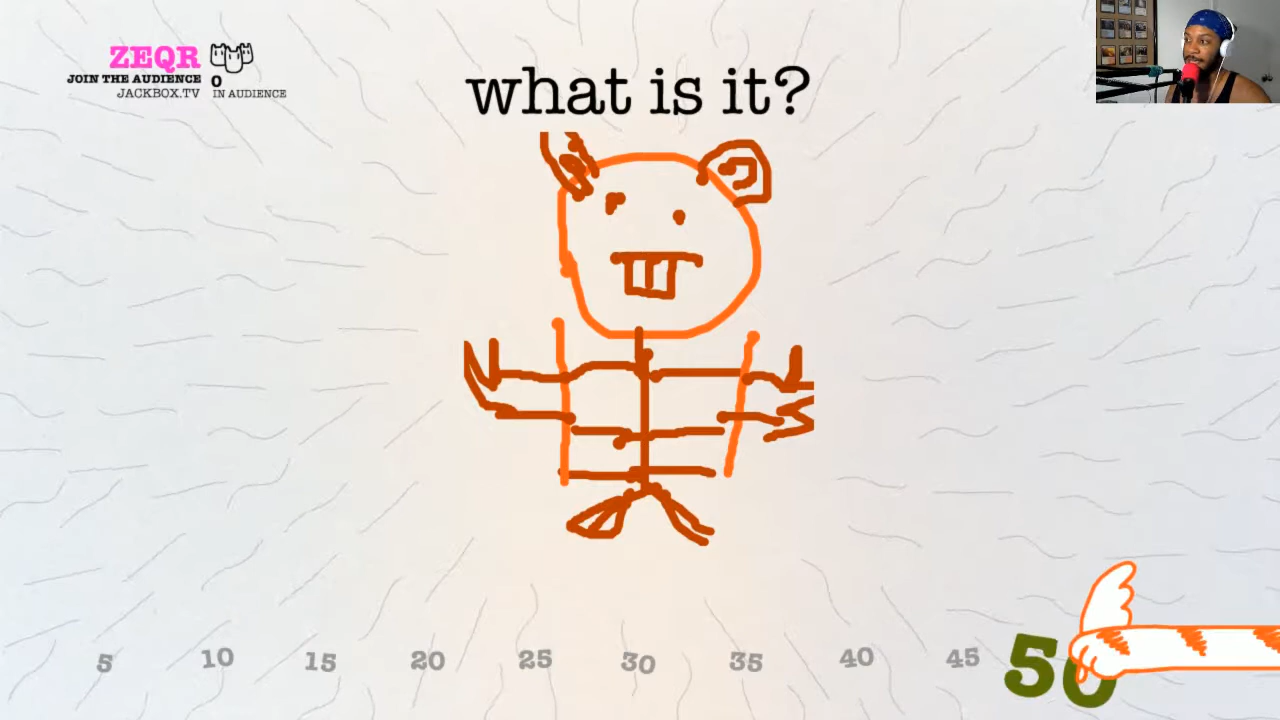 ZEQR
JOIN THE AUDIENCE
JACKBOX.TV
0
IN AUDIENCE
what is it?
5 10 15 20 25 30 35 40 45 50